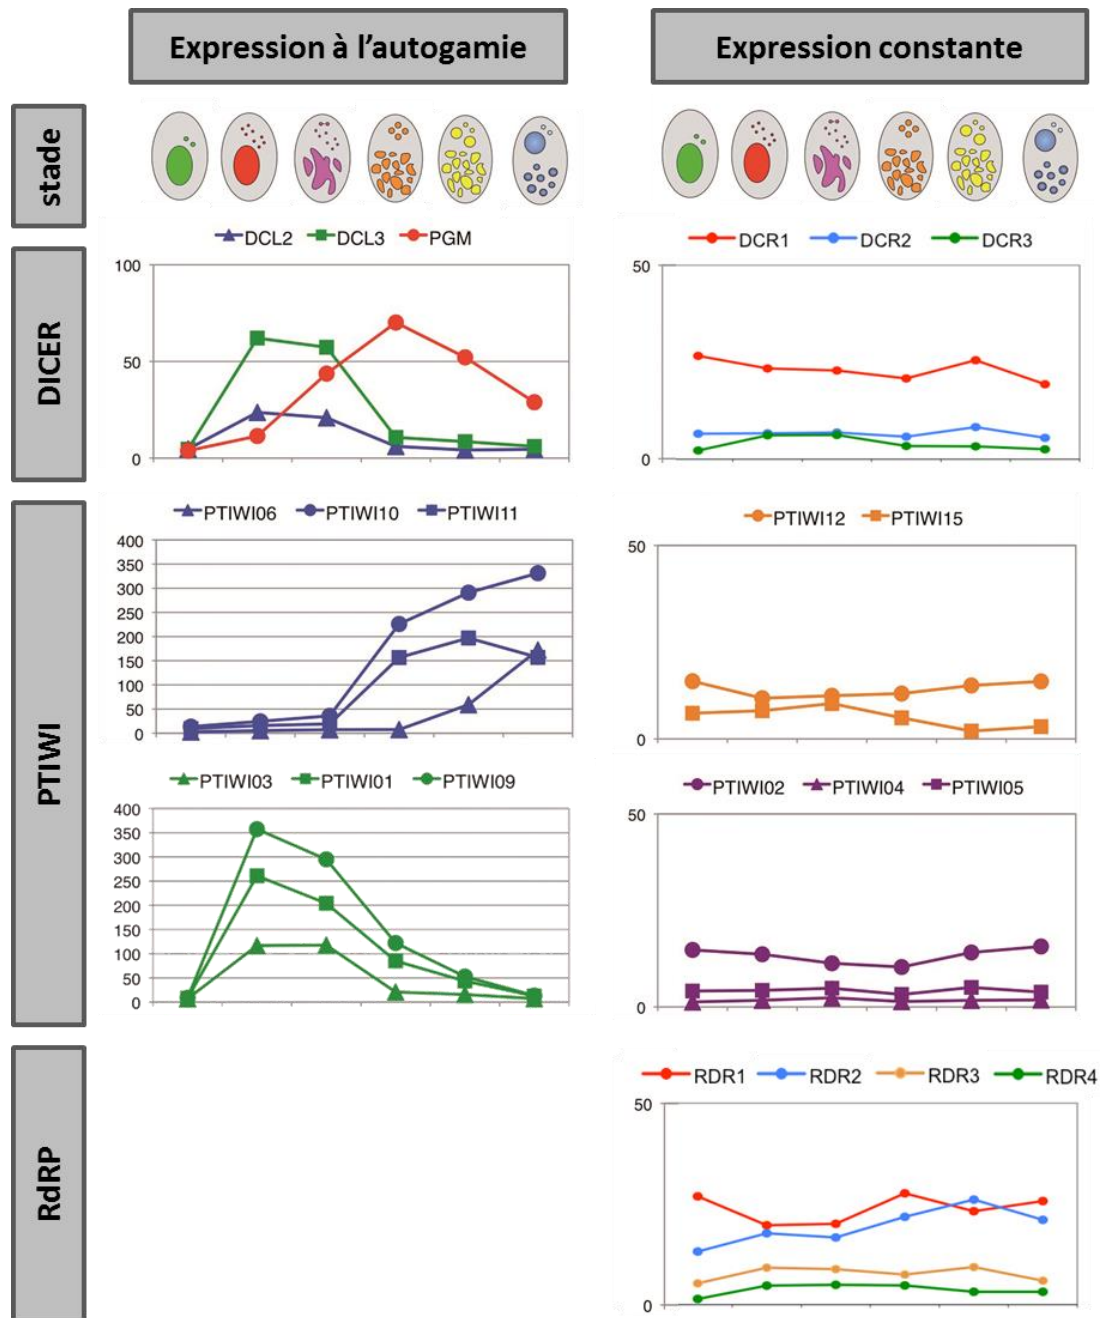 Expression à l’autogamie
Expression constante
stade
DICER
DCL2 DCL3 PGM
100
50
0
DCR1 DCR2 DCR3
50
0
PTIWI
PTIWI06 PTIWI10 PTIWI11
400
350
300
250
200
150
100
50
0
PTIWI12 PTIWI15
50
0
PTIWI03 PTIWI01 PTIWI09
400
350
300
250
200
150
100
50
0
PTIWI02 PTIWI04 PTIWI05
50
0
RdRP
RDR1 RDR2 RDR3 RDR4
50
0